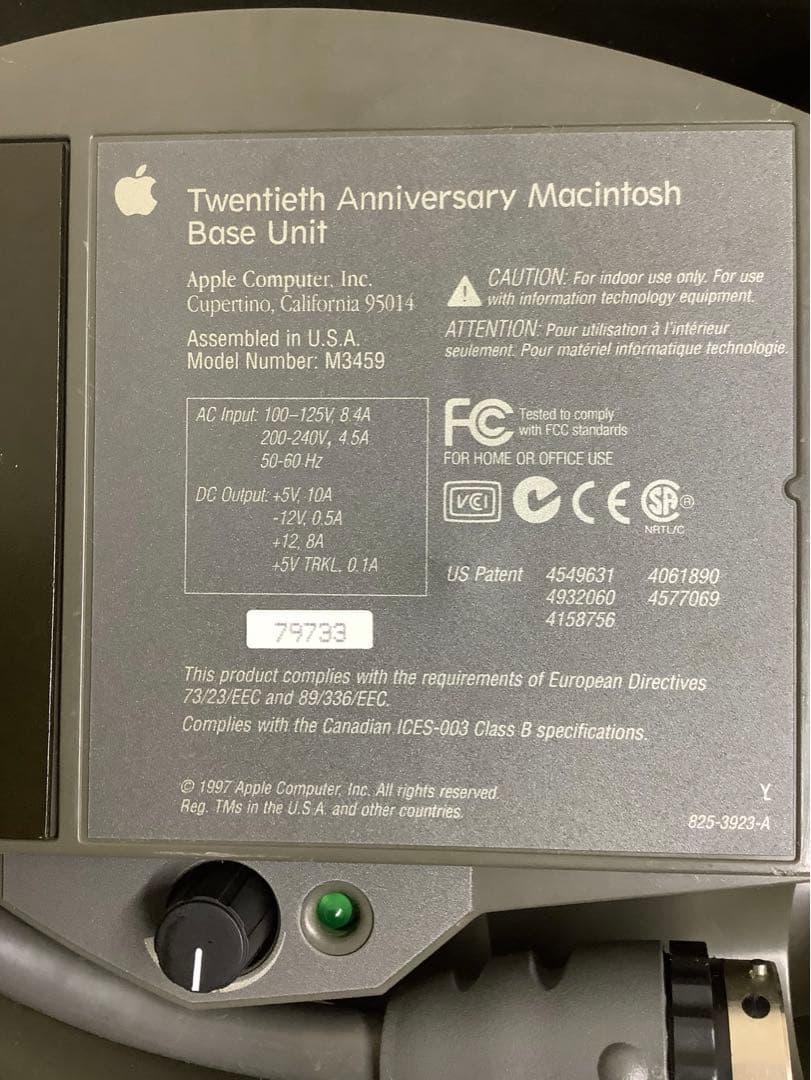 Twentieth Anniversary Macintosh
Base Unit
Apple Computer, Inc.
Cupertino, California 95014
Assembled in U.S.A.
Model Number: M3459
CAUTION: For indoor use only. For use
with information technology equipment.
ATTENTION: Pour utilisation à l'intérieur
seulement. Pour matériel informatique technologie.
AC Input: 100–125V, 8.4A
200-240V, 4.5A
50-60 Hz
DC Output: +5V, 10A
-12V, 0.5A
+12, 8A
+5V TRKL. 0.1A
FC Tested to comply
with FCC standards
FOR HOME OR OFFICE USE
VCI CE SA ®
NRTL/C
US Patent 4549631 4061890
4932060 4577069
4158756
79733
This product complies with the requirements of European Directives
73/23/EEC and 89/336/EEC.
Complies with the Canadian ICES-003 Class B specifications.
© 1997 Apple Computer, Inc. All rights reserved.
Reg. TMs in the U.S.A. and other countries.
Y
825-3923-A